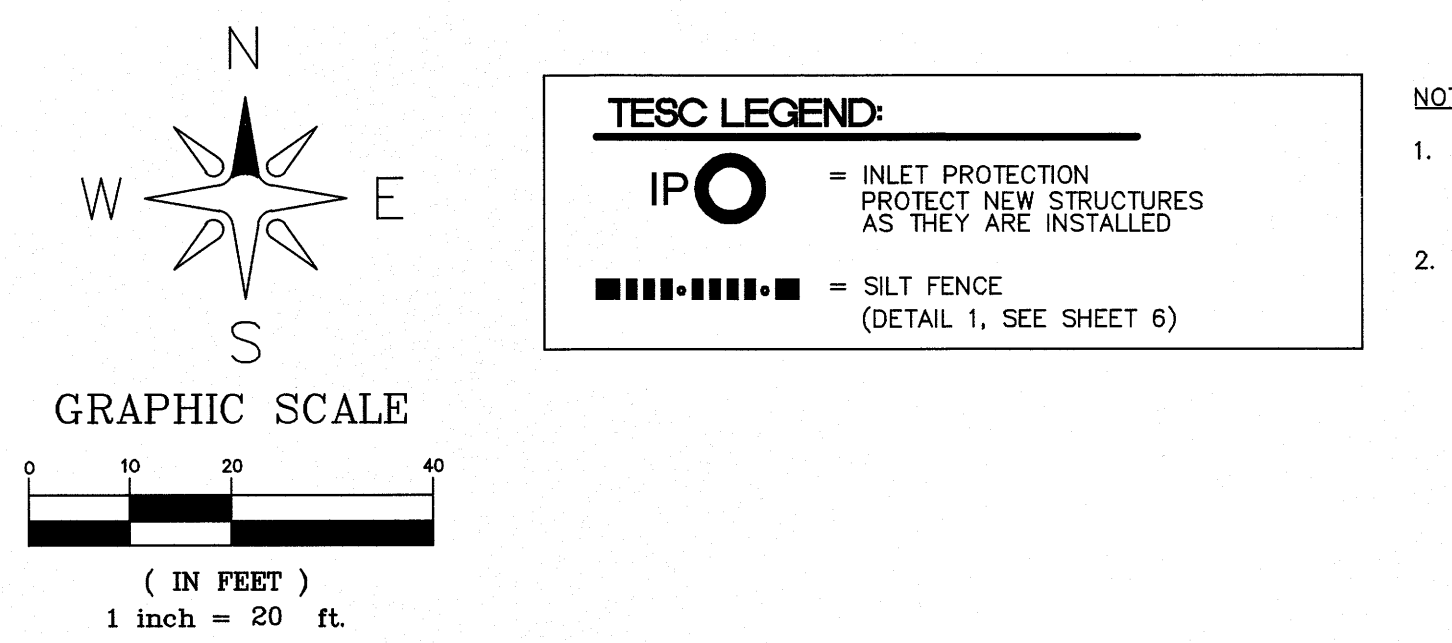 N
W
E
S
GRAPHIC SCALE
0 10 20 40
( IN FEET )
1 inch = 20 ft.
TESC LEGEND:
IP
= INLET PROTECTION
PROTECT NEW STRUCTURES
AS THEY ARE INSTALLED
= SILT FENCE
(DETAIL 1, SEE SHEET 6)
1.
2.